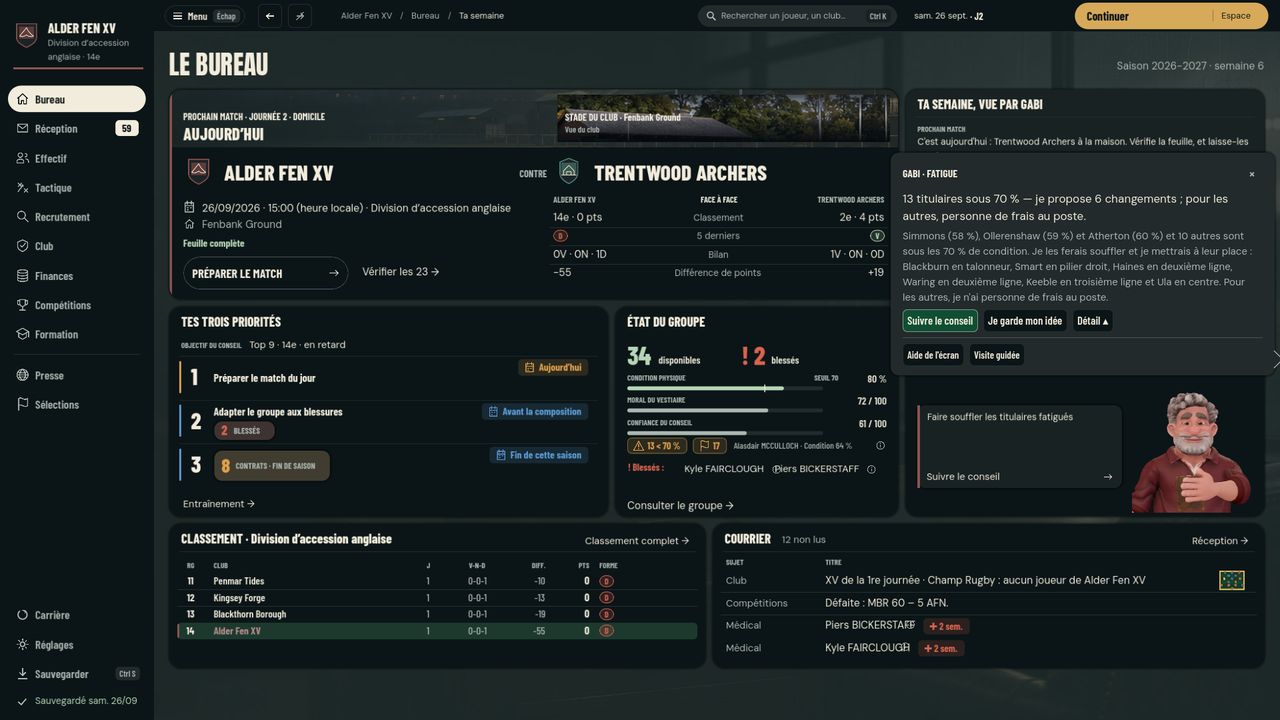 ALDER FEN XV
Division d'accession
anglaise · 14e
Menu Échap
Alder Fen XV / Bureau / Ta semaine
Rechercher un joueur, un club... Ctrl K
sam. 26 sept. · J2
Continuer Espace
Bureau
Réception 59
Effectif
Tactique
Recrutement
Club
Finances
Compétitions
Formation
Presse
Sélections
Carrière
Réglages
Sauvegarder Ctrl S
Sauvegardé sam. 26/09
LE BUREAU
Saison 2026-2027 · semaine 6
PROCHAIN MATCH · JOURNÉE 2 · DOMICILE
AUJOURD'HUI
STADE DU CLUB · Fenbank Ground
Vue du club
ALDER FEN XV
CONTRE
TRENTWOOD ARCHERS
26/09/2026 · 15:00 (heure locale) · Division d'accession anglaise
Fenbank Ground
Feuille complète
PRÉPARER LE MATCH →
Vérifier les 23 →
ALDER FEN XV FACE À FACE TRENTWOOD ARCHERS
14e · 0 pts Classement 2e · 4 pts
D 5 derniers V
0V · 0N · 1D Bilan 1V · 0N · 0D
-55 Différence de points +19
TA SEMAINE, VUE PAR GABI
PROCHAIN MATCH
C'est aujourd'hui : Trentwood Archers à la maison. Vérifie la feuille, et laisse-les
GABI · FATIGUE ×
13 titulaires sous 70 % — je propose 6 changements ; pour les
autres, personne de frais au poste.
Simmons (58 %), Ollerenshaw (59 %) et Atherton (60 %) et 10 autres sont
sous les 70 % de condition. Je les ferais souffler et je mettrais à leur place :
Blackburn en talonneur, Smart en pilier droit, Haines en deuxième ligne,
Waring en deuxième ligne, Keeble en troisième ligne et Ula en centre. Pour
les autres, je n'ai personne de frais au poste.
Suivre le conseil Je garde mon idée Détail ▴
Aide de l'écran Visite guidée
Faire souffler les titulaires fatigués
Suivre le conseil →
TES TROIS PRIORITÉS
OBJECTIF DU CONSEIL Top 9 · 14e · en retard
1 Préparer le match du jour Aujourd'hui
2 Adapter le groupe aux blessures Avant la composition
2 BLESSÉS
3 8 CONTRATS · FIN DE SAISON Fin de cette saison
Entraînement →
ÉTAT DU GROUPE
34 disponibles ! 2 blessés
CONDITION PHYSIQUE SEUIL 70 80 %
MORAL DU VESTIAIRE 72 / 100
CONFIANCE DU CONSEIL 61 / 100
13 < 70 % 17 Alasdair MCCULLOCH · Condition 64 %
! Blessés : Kyle FAIRCLOUGH Piers BICKERSTAFF
Consulter le groupe →
CLASSEMENT · Division d'accession anglaise
Classement complet →
RG CLUB J V-N-D DIFF. PTS FORME
11 Penmar Tides 1 0-0-1 -10 0 D
12 Kingsey Forge 1 0-0-1 -13 0 D
13 Blackthorn Borough 1 0-0-1 -19 0 D
14 Alder Fen XV 1 0-0-1 -55 0 D
COURRIER 12 non lus
Réception →
SUJET TITRE
Club XV de la 1re journée · Champ Rugby : aucun joueur de Alder Fen XV
Compétitions Défaite : MBR 60 – 5 AFN.
Médical Piers BICKERSTAFF + 2 sem.
Médical Kyle FAIRCLOUGH + 2 sem.